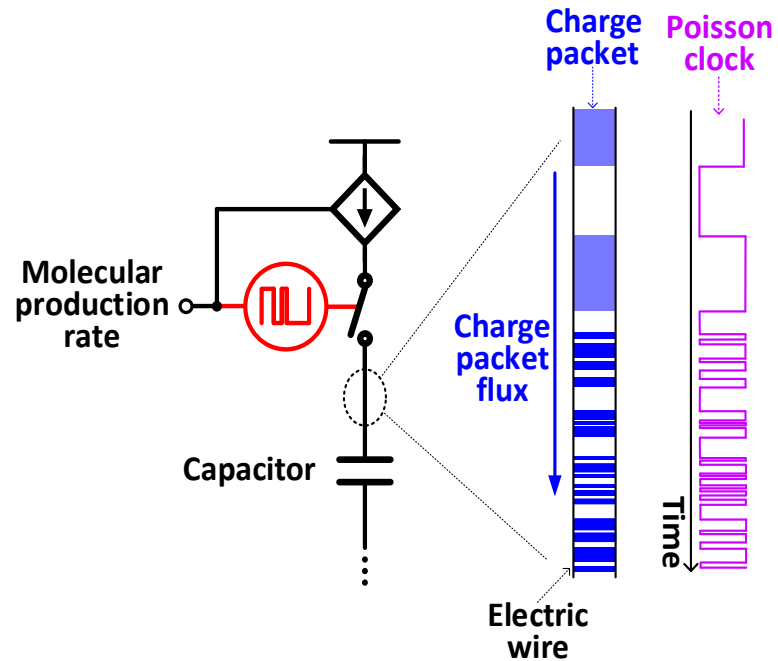 Charge
packet
Poisson
clock
Molecular
production
rate
Charge
packet
flux
Capacitor
Time
Electric
wire